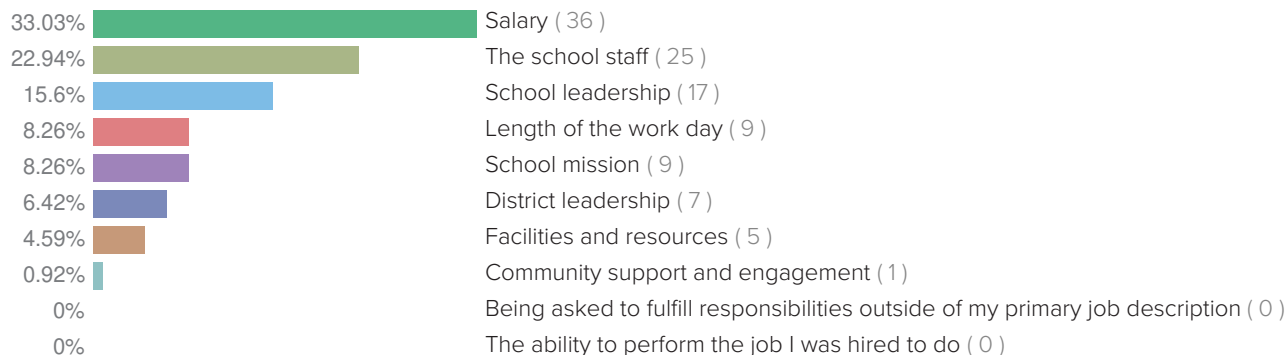 33.03% Salary ( 36 )
22.94% The school staff ( 25 )
15.6% School leadership ( 17 )
8.26% Length of the work day ( 9 )
8.26% School mission ( 9 )
6.42% District leadership ( 7 )
4.59% Facilities and resources ( 5 )
0.92% Community support and engagement ( 1 )
0% Being asked to fulfill responsibilities outside of my primary job description ( 0 )
0% The ability to perform the job I was hired to do ( 0 )